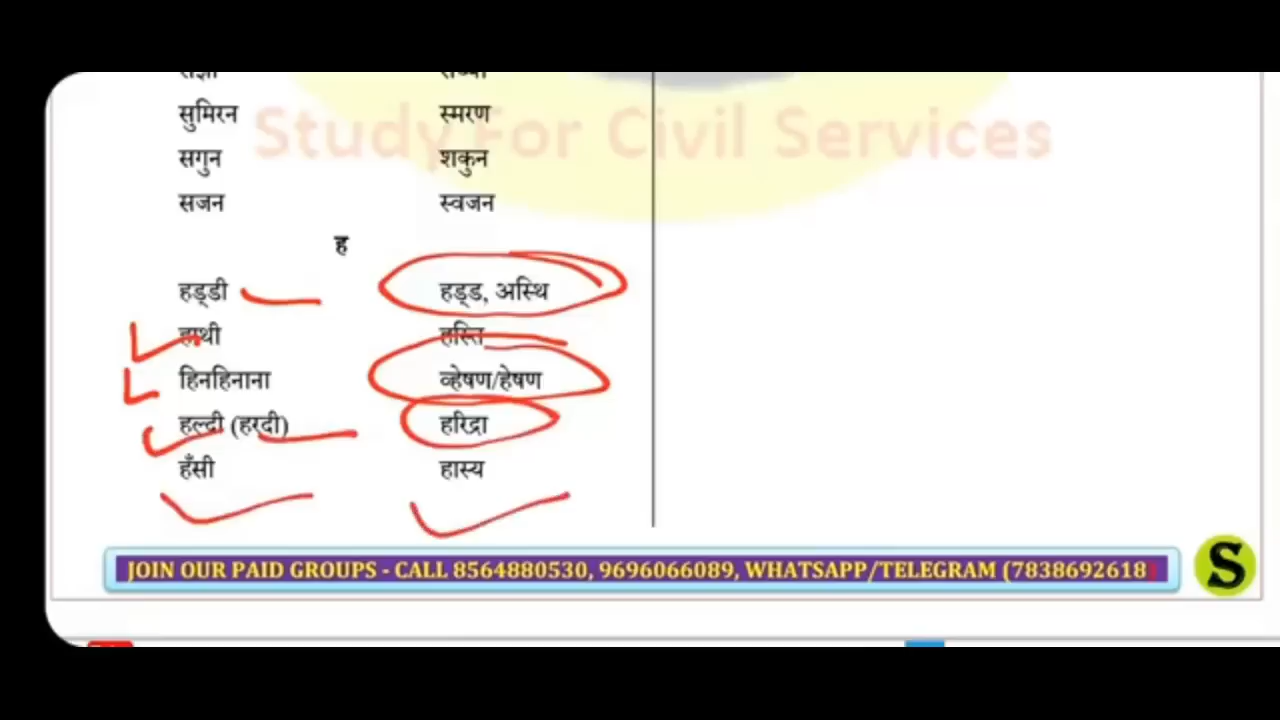 सुमिरन स्मरण
Study For Civil Services
सगुन शकुन
सजन स्वजन
ह
हड्डी हड्ड, अस्थि
हाथी हस्ति
हिनहिनाना व्हेषण/हेषण
हल्दी (हरदी) हरिद्रा
हँसी हास्य
JOIN OUR PAID GROUPS - CALL 8564880530, 9696066089, WHATSAPP/TELEGRAM (7838692618)
S